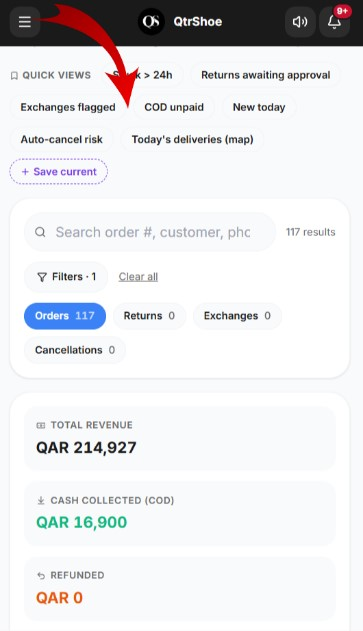 QS QtrShoe 9+
QUICK VIEWS > 24h Returns awaiting approval
Exchanges flagged COD unpaid New today
Auto-cancel risk Today's deliveries (map)
+ Save current
Search order #, customer, phc 117 results
Filters · 1 Clear all
Orders 117 Returns 0 Exchanges 0
Cancellations 0
TOTAL REVENUE
QAR 214,927
CASH COLLECTED (COD)
QAR 16,900
REFUNDED
QAR 0